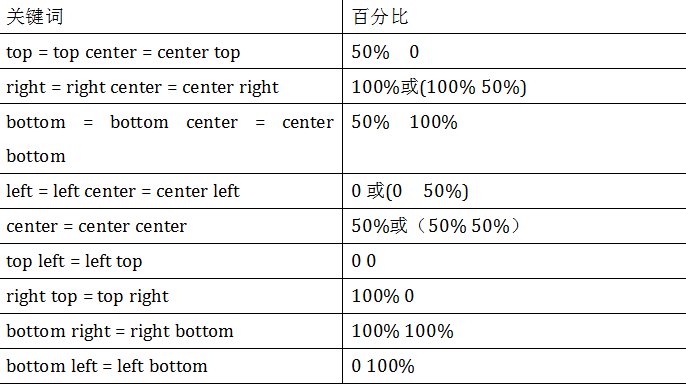 关键词 百分比
top = top center = center top 50% 0
right = right center = center right 100%或(100% 50%)
bottom = bottom center = center 50% 100%
bottom
left = left center = center left 0 或(0 50%)
center = center center 50%或（50% 50%）
top left = left top 0 0
right top = top right 100% 0
bottom right = right bottom 100% 100%
bottom left = left bottom 0 100%